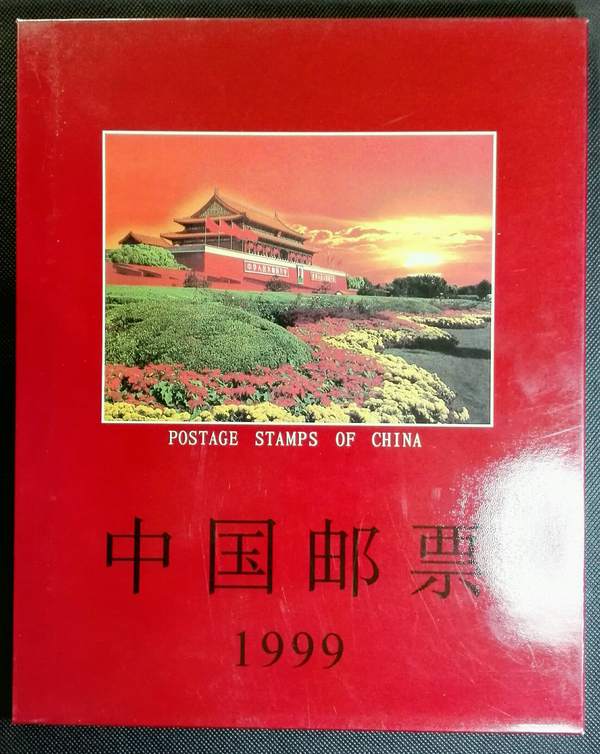 POSTAGE STAMPS OF CHINA
中国邮票
1999